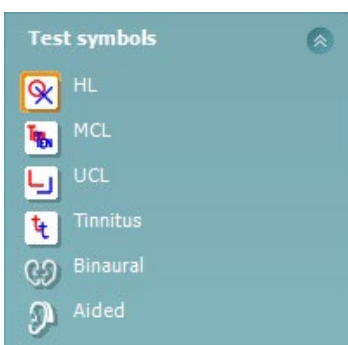 Test symbols
HL
MCL
UCL
Tinnitus
Binaural
Aided